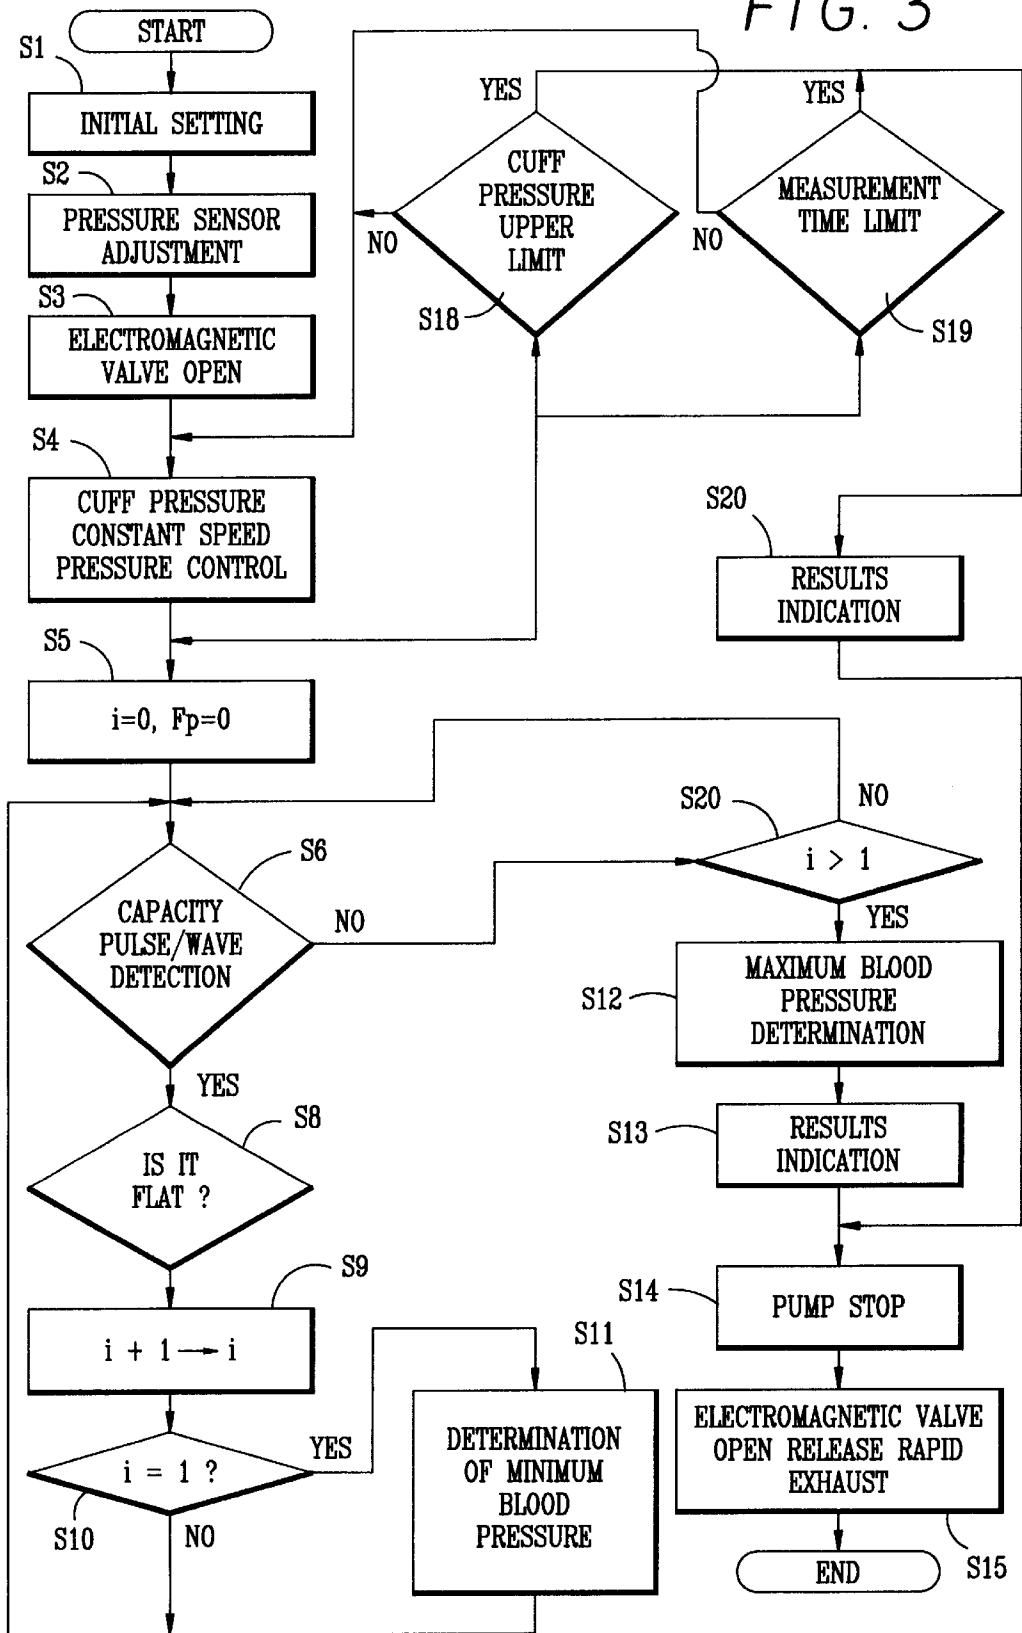 FIG. 3
START
S1
INITIAL SETTING
S2
PRESSURE SENSOR
ADJUSTMENT
S3
ELECTROMAGNETIC
VALVE OPEN
S4
CUFF PRESSURE
CONSTANT SPEED
PRESSURE CONTROL
S5
i=0, Fp=0
YES
CUFF
PRESSURE
UPPER
LIMIT
NO
S18
YES
MEASUREMENT
TIME LIMIT
NO
S19
S20
RESULTS
INDICATION
S6
CAPACITY
PULSE/WAVE
DETECTION
NO
YES
S8
IS IT
FLAT ?
S9
i + 1 → i
i = 1 ?
YES
S10
NO
S11
DETERMINATION
OF MINIMUM
BLOOD
PRESSURE
S20
NO
i > 1
YES
S12
MAXIMUM BLOOD
PRESSURE
DETERMINATION
S13
RESULTS
INDICATION
S14
PUMP STOP
ELECTROMAGNETIC VALVE
OPEN RELEASE RAPID
EXHAUST
S15
END